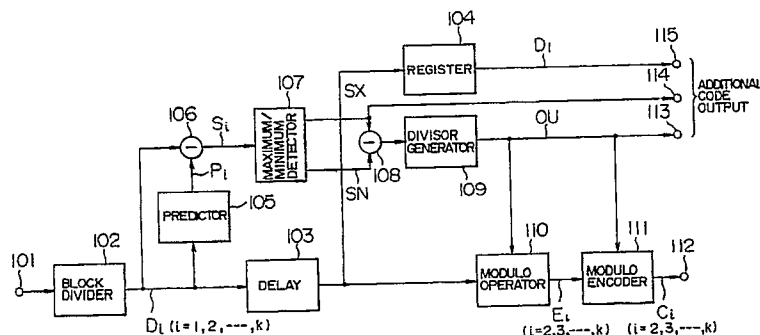 104
REGISTER
D1
115
114
113
ADDITIONAL
CODE
OUTPUT
SX
107
MAXIMUM/
MINIMUM
DETECTOR
106
Si
Pi
SN
108
DIVISOR
GENERATOR
109
OU
PREDICTOR
105
101
102
BLOCK
DIVIDER
Di (i=1,2,---,k)
103
DELAY
110
MODULO
OPERATOR
Ei
(i=2,3,---,k)
111
MODULO
ENCODER
Ci
(i=2,3,---,k)
112